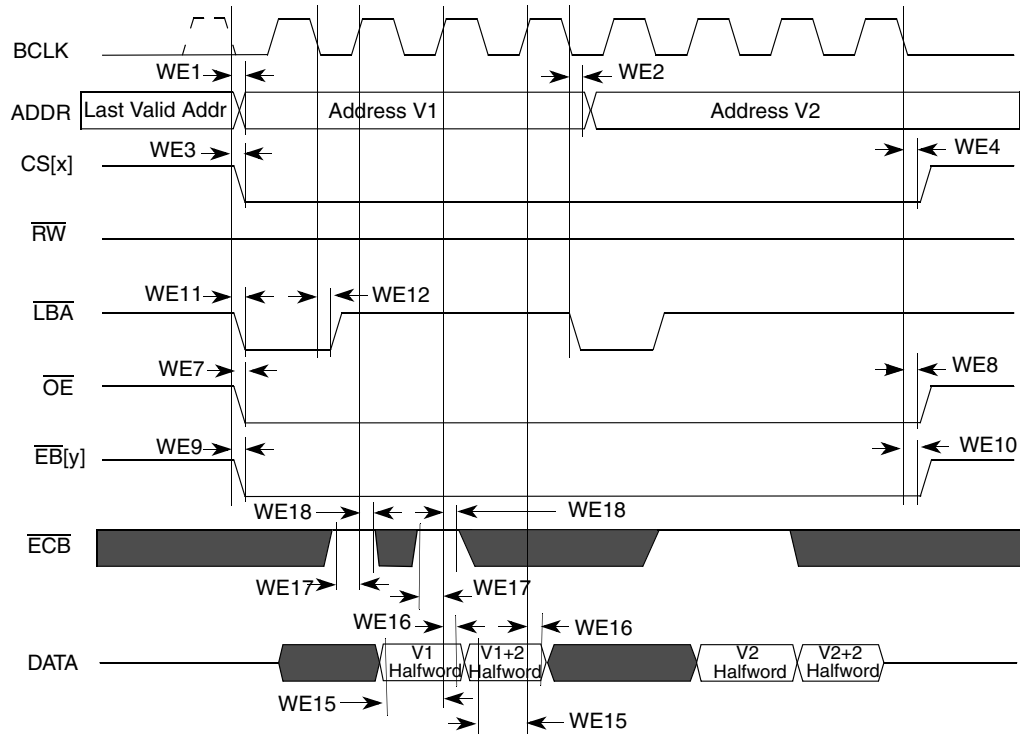 BCLK
WE1
WE2
ADDR
Last Valid Addr
Address V1
Address V2
WE3
WE4
CS[x]
RW
WE11
WE12
LBA
WE7
WE8
OE
WE9
WE10
EB[y]
WE18
WE18
ECB
WE17
WE17
WE16
WE16
DATA
V1
Halfword
V1+2
Halfword
V2
Halfword
V2+2
Halfword
WE15
WE15